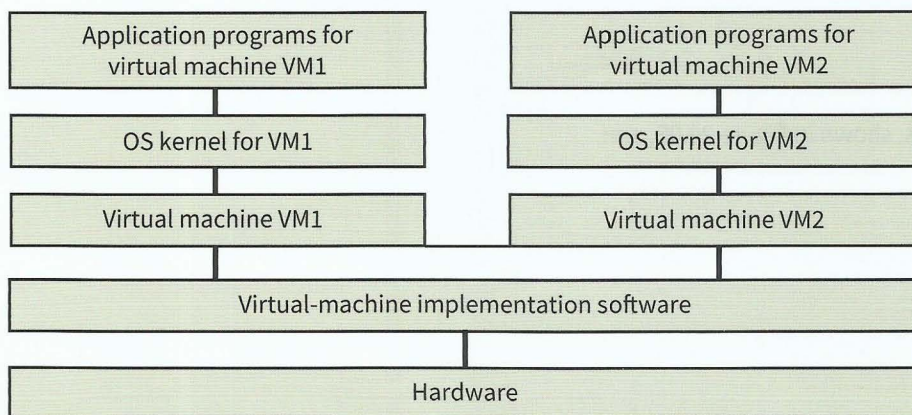 Application programs for
virtual machine VM1
Application programs for
virtual machine VM2
OS kernel for VM1
OS kernel for VM2
Virtual machine VM1
Virtual machine VM2
Virtual-machine implementation software
Hardware